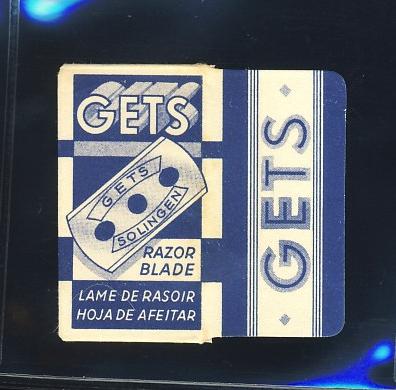 GETS
GETS
SOLINGEN
RAZOR
BLADE
LAME DE RASOIR
HOJA DE AFEITAR
GETS